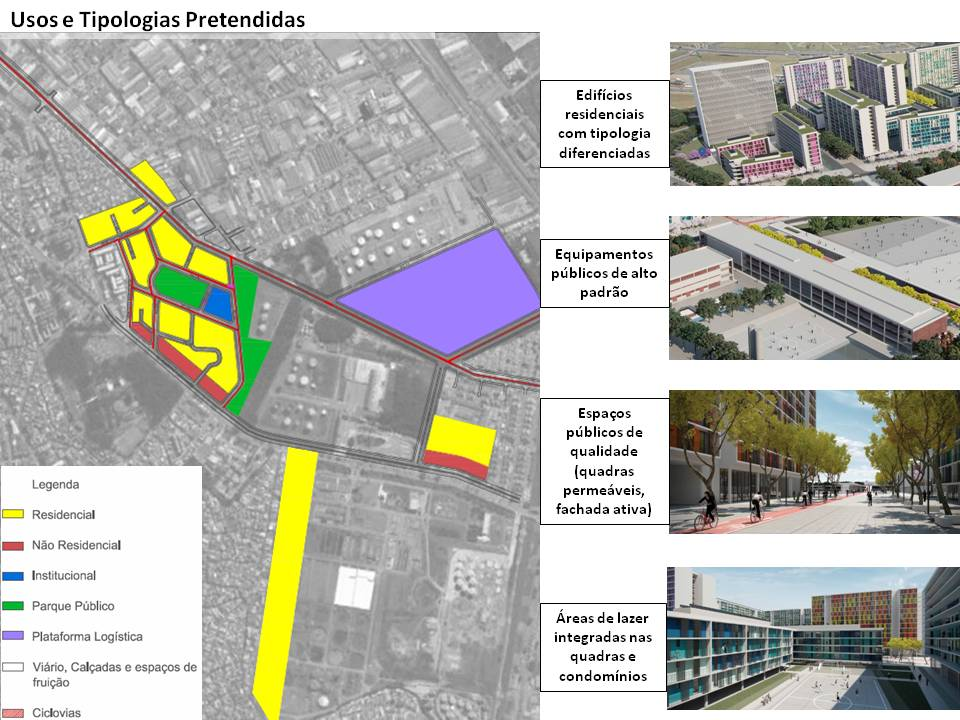 Usos e Tipologias Pretendidas
Edifícios
residenciais
com tipologia
diferenciadas
Equipamentos
públicos de alto
padrão
Espaços
públicos de
qualidade
(quadras
permeáveis,
fachada ativa)
Áreas de lazer
integradas nas
quadras e
condomínios
Legenda
Residencial
Não Residencial
Institucional
Parque Público
Plataforma Logística
Viário, Calçadas e espaços de
fruição
Ciclovias